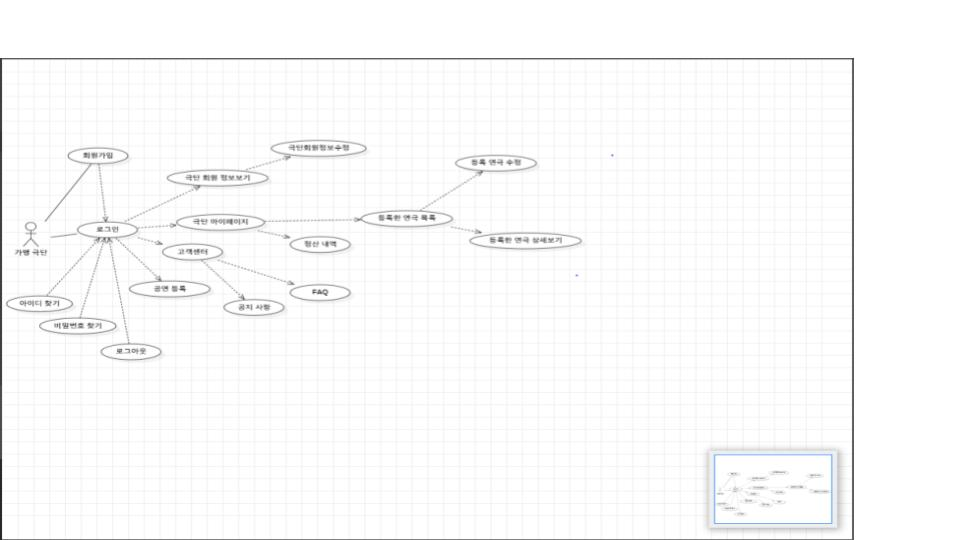 극단회원정보수정
회원가입
등록 연극 수정
극단 회원 정보보기
등록한 연극 목록
극단 마이페이지
로그인
가맹 극단
등록한 연극 상세보기
정산 내역
고객센터
공연 등록
FAQ
아이디 찾기
공지 사항
비밀번호 찾기
로그아웃